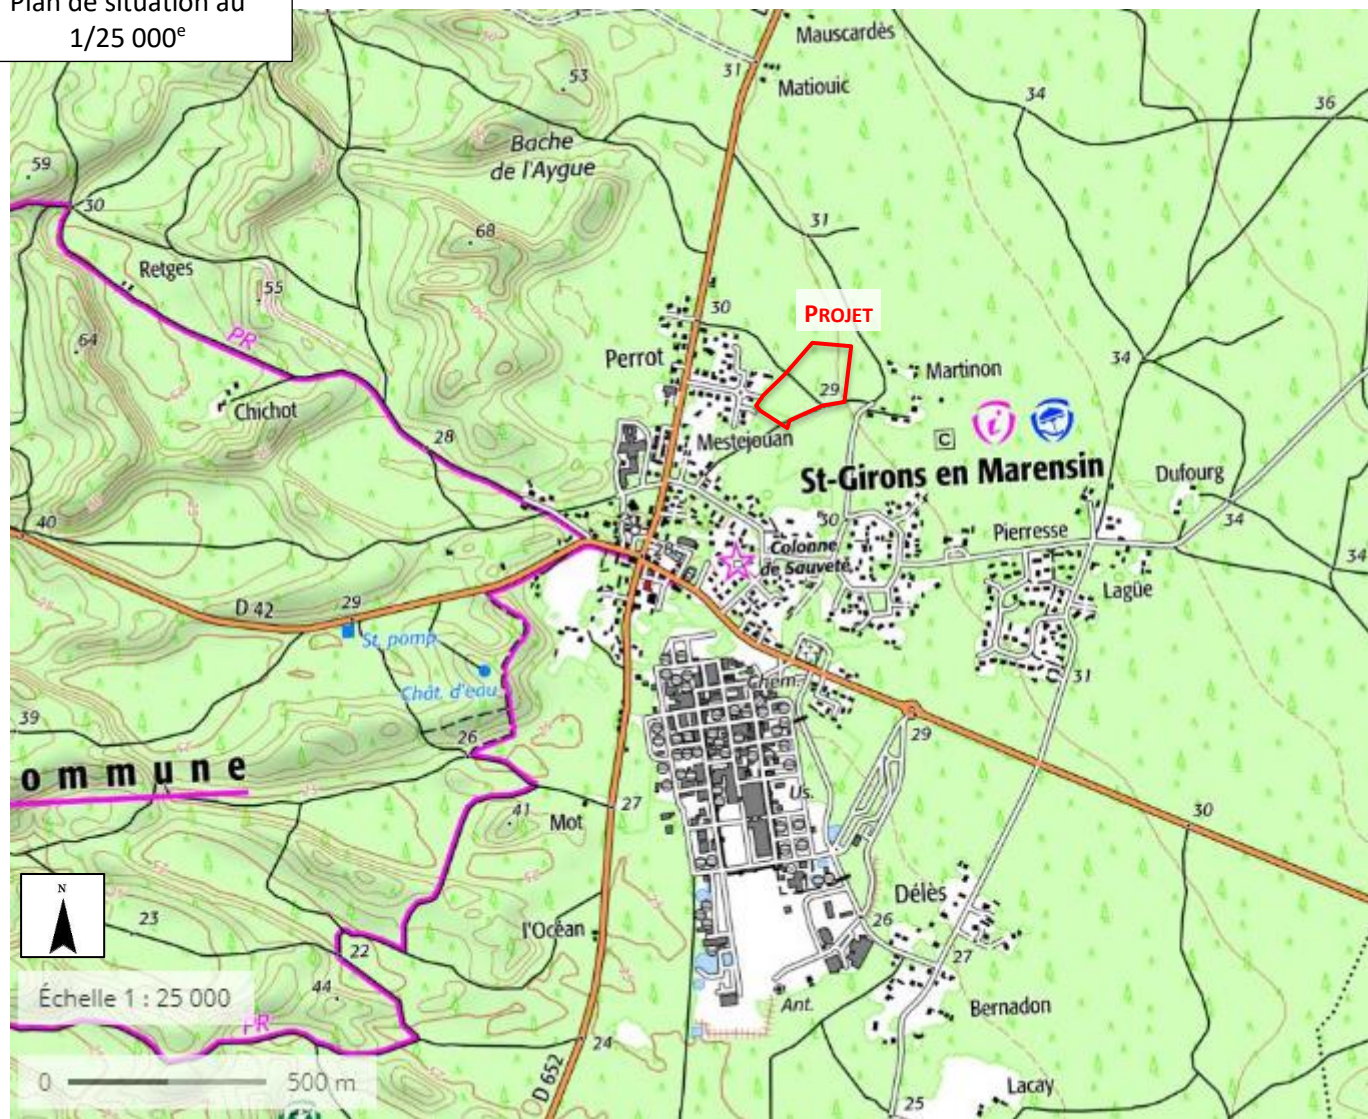 Plan de situation au
1/25 000e
Mauscardès
31
Matiouic
53
34
36
Bache
de l'Aygue
59
30
31
68
Retges
55
PROJET
30
PR
64
Perrot
34
Martinon
29
Chichot
28
Mestejouan
C
i
St-Girons en Marensin
Dufourg
40
30
Pierresse
34
34
28
Colonne
de Sauveté
Lagüe
D 42
29
St. pomp.
Chât. d'eau
Chem.
31
39
26
29
ommune
Us.
41
Mot
27
30
N
23
l'Océan
Délès
26
22
27
44
Échelle 1 : 25 000
Ant.
Bernadon
PR
24
0
500 m
D 652
Lacay
25